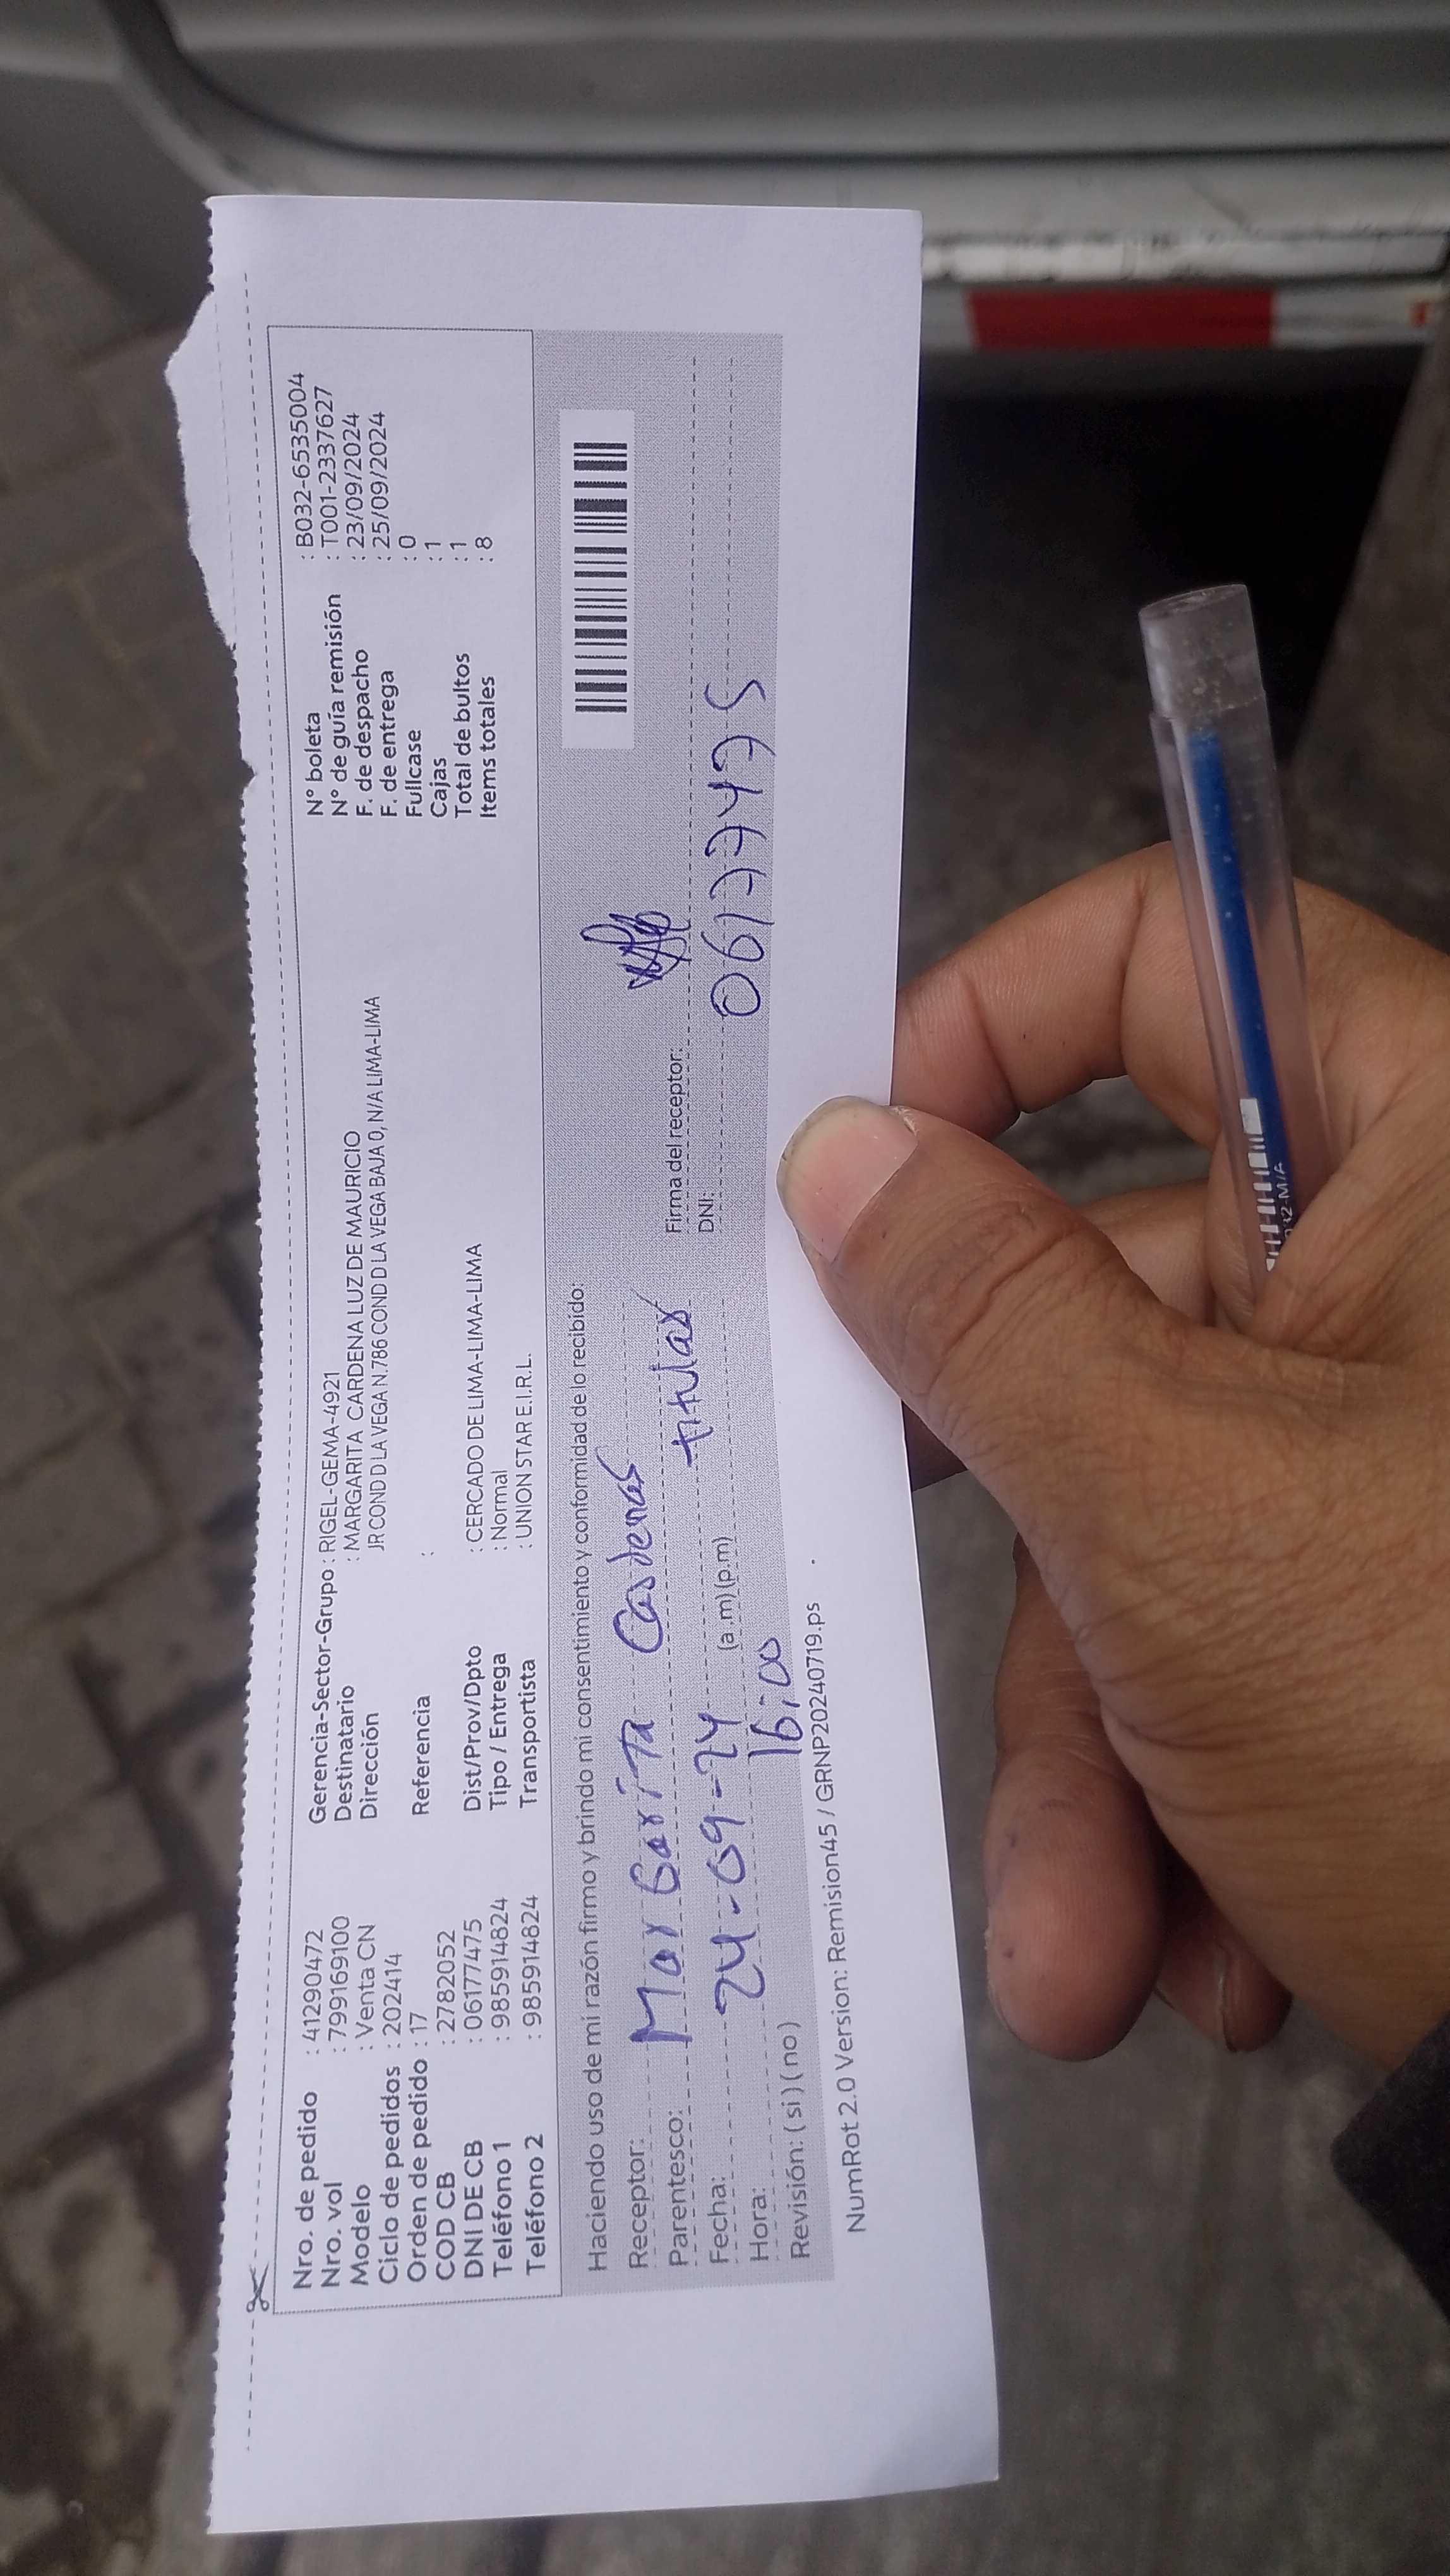 Nro. de pedido : 41290472
Nro. vol : 799169100
Modelo : Venta CN
Ciclo de pedidos : 202414
Orden de pedido : 17
COD CB : 2782052
DNI DE CB : 06177475
Teléfono 1 : 985914824
Teléfono 2 : 985914824
Gerencia-Sector-Grupo : RIGEL-GEMA-4921
Destinatario : MARGARITA CARDENA LUZ DE MAURICIO
Dirección JR COND D LA VEGA N.786 COND D LA VEGA BAJA 0, N/A LIMA-LIMA
Referencia :
Dist/Prov/Dpto : CERCADO DE LIMA-LIMA-LIMA
Tipo / Entrega : Normal
Transportista : UNION STAR E.I.R.L.
N° boleta : B032-6535004
N° de guía remisión : T001-2337627
F. de despacho : 23/09/2024
F. de entrega : 25/09/2024
Fullcase : 0
Cajas : 1
Total de bultos : 1
Items totales : 8
Haciendo uso de mi razón firmo y brindo mi consentimiento y conformidad de lo recibido:
Receptor: Margarita Cardenas
Parentesco: titular
Fecha: 24-09-24
Hora: 16:00 (a.m) (p.m)
Revisión: ( si ) ( no )
Firma del receptor:
DNI: 06177475
NumRot 2.0 Version: Remision45 / GRNP20240719.ps